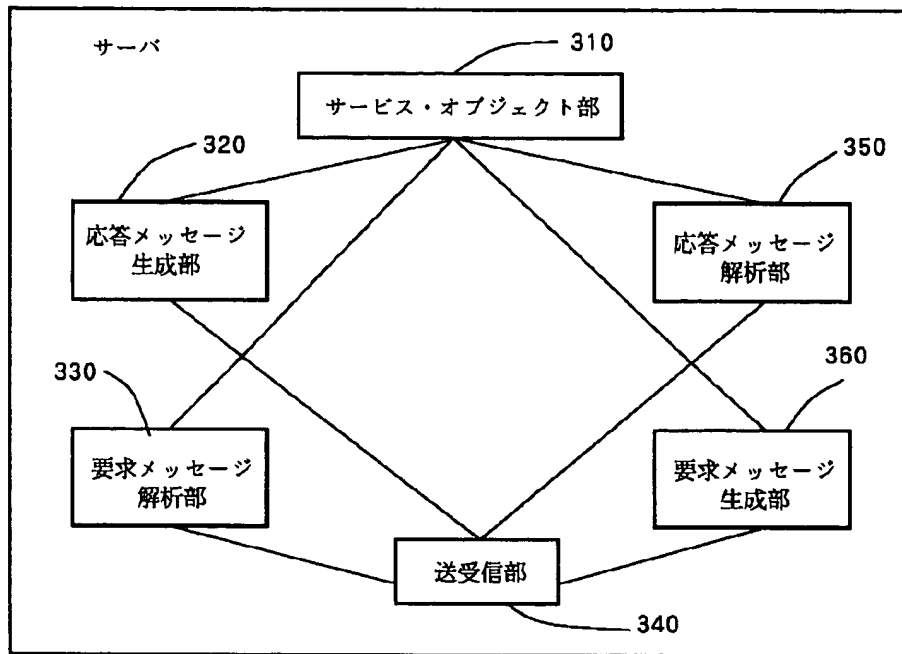 サーバ
310
サービス・オブジェクト部
320
350
応答メッセージ
生成部
応答メッセージ
解析部
330
360
要求メッセージ
解析部
要求メッセージ
生成部
送受信部
340